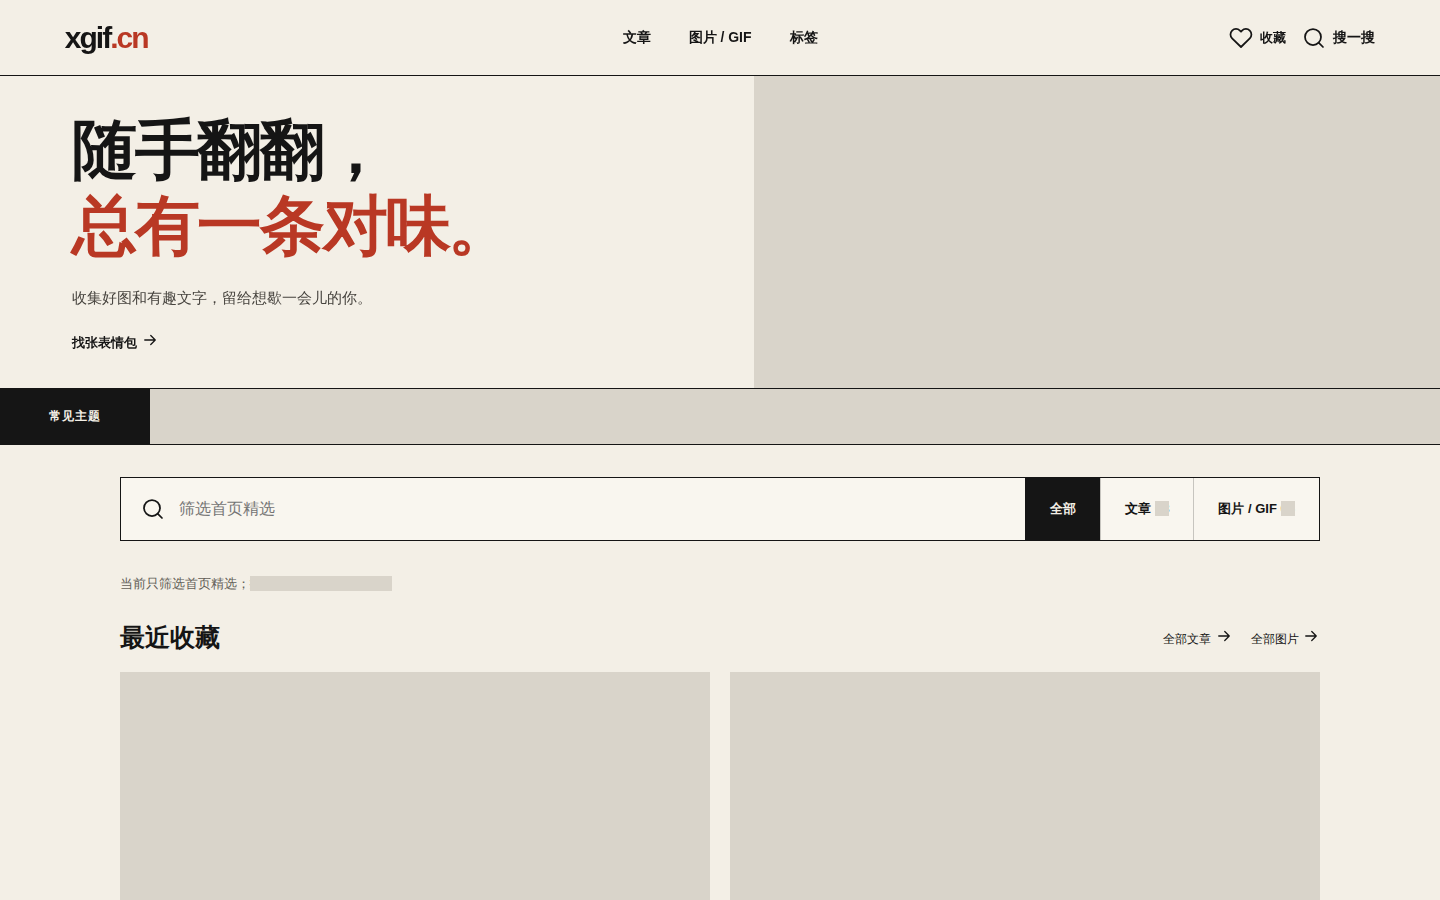 xgif.cn
文章
图片 / GIF
标签
收藏
搜一搜
随手翻翻，
总有一条对味。
收集好图和有趣文字，留给想歇一会儿的你。
找张表情包
常见主题
筛选首页精选
全部
文章
图片 / GIF
当前只筛选首页精选；
最近收藏
全部文章
全部图片